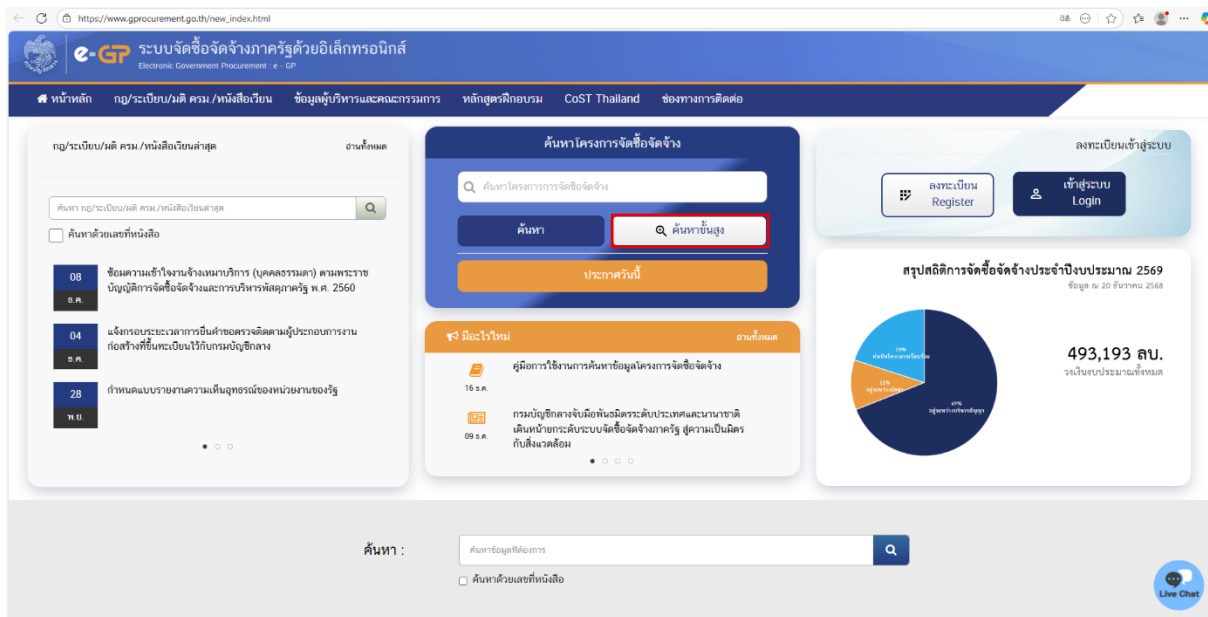 https://www.gprocurement.go.th/new_index.html
e-GP ระบบจัดซื้อจัดจ้างภาครัฐด้วยอิเล็กทรอนิกส์
Electronic Government Procurement : e - GP
หน้าหลัก กฎ/ระเบียบ/มติ ครม./หนังสือเวียน ข้อมูลผู้บริหารและคณะกรรมการ หลักสูตรฝึกอบรม CoST Thailand ช่องทางการติดต่อ
กฎ/ระเบียบ/มติ ครม./หนังสือเวียนล่าสุด อ่านทั้งหมด
ค้นหา กฎ/ระเบียบ/มติ ครม./หนังสือเวียนล่าสุด
ค้นหาด้วยเลขที่หนังสือ
08 ธ.ค.
ซ้อมความเข้าใจงานจ้างเหมาบริการ (บุคคลธรรมดา) ตามพระราช
บัญญัติการจัดซื้อจัดจ้างและการบริหารพัสดุภาครัฐ พ.ศ. 2560
04 ธ.ค.
แจ้งกรอบระยะเวลาการยื่นคำขอตรวจติดตามผู้ประกอบการงาน
ก่อสร้างที่ขึ้นทะเบียนไว้กับกรมบัญชีกลาง
28 พ.ย.
กำหนดแบบรายงานความเห็นอุทธรณ์ของหน่วยงานของรัฐ
ค้นหาโครงการจัดซื้อจัดจ้าง
ค้นหาโครงการการจัดซื้อจัดจ้าง
ค้นหา ค้นหาขั้นสูง
ประกาศวันนี้
มีอะไรใหม่ อ่านทั้งหมด
คู่มือการใช้งานการค้นหาข้อมูลโครงการจัดซื้อจัดจ้าง
16 ธ.ค.
กรมบัญชีกลางจับมือพันธมิตรระดับประเทศและนานาชาติ
เดินหน้ายกระดับระบบจัดซื้อจัดจ้างภาครัฐ สู่ความเป็นมิตร
กับสิ่งแวดล้อม
09 ธ.ค.
ลงทะเบียนเข้าสู่ระบบ
ลงทะเบียน
Register
เข้าสู่ระบบ
Login
สรุปสถิติการจัดซื้อจัดจ้างประจำปีงบประมาณ 2569
ข้อมูล ณ 20 ธันวาคม 2568
493,193 ลบ.
วงเงินงบประมาณทั้งหมด
ค้นหา :
ค้นหาข้อมูลที่ต้องการ
ค้นหาด้วยเลขที่หนังสือ
Live Chat